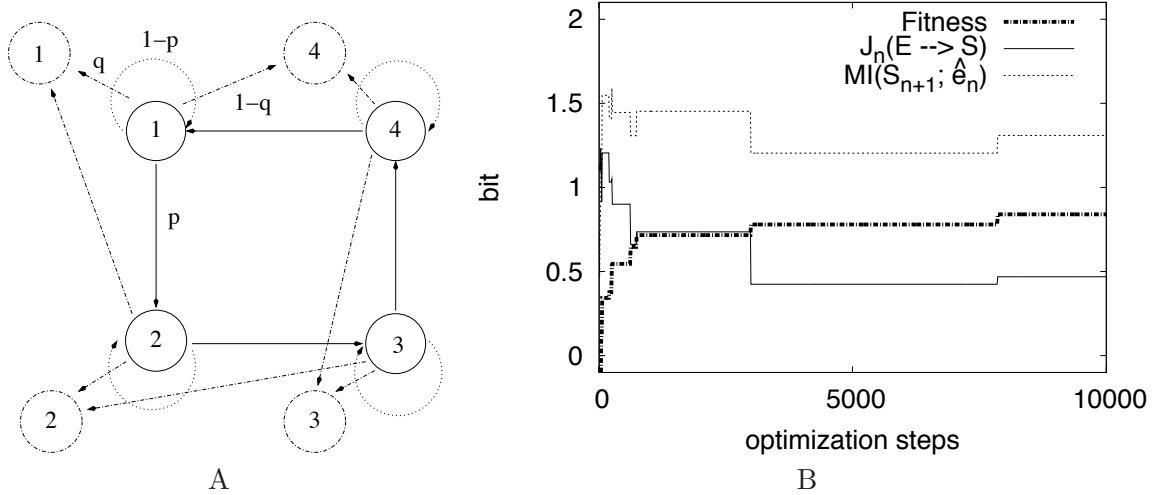 1
1–p
4
q
1–q
1
4
p
2
3
2
3
A
2
1.5
1
0.5
0
bit
Fitness
J_n(E --> S)
MI(S_{n+1}; ê_n)
0
5000
10000
optimization steps
B